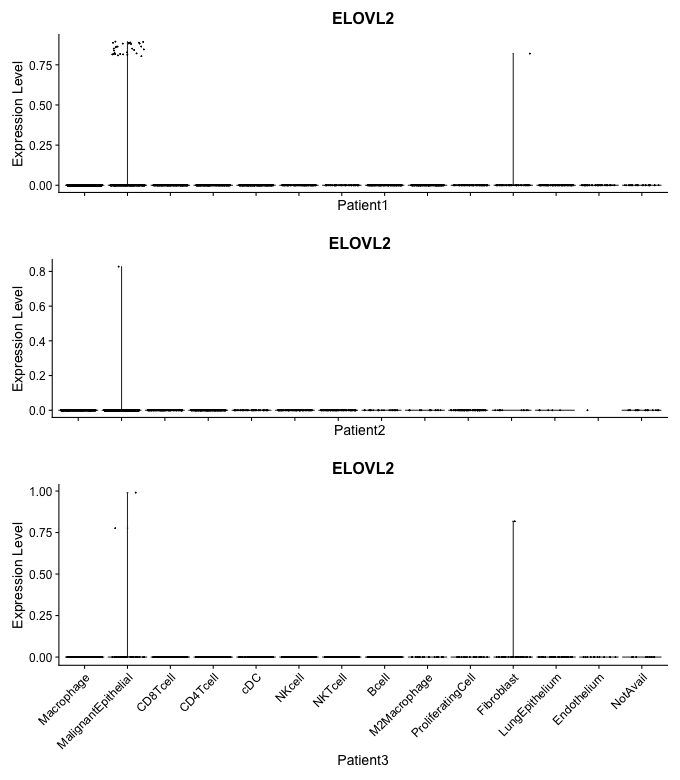 ELOVL2
Expression Level
0.75
0.50
0.25
0.00
Patient1
ELOVL2
Expression Level
0.8
0.6
0.4
0.2
0.0
Patient2
ELOVL2
Expression Level
1.00
0.75
0.50
0.25
0.00
Macrophage
MalignantEpithelial
CD8Tcell
CD4Tcell
cDC
NKcell
NKTcell
Bcell
M2Macrophage
ProliferatingCell
Fibroblast
LungEpithelium
Endothelium
NotAvail
Patient3